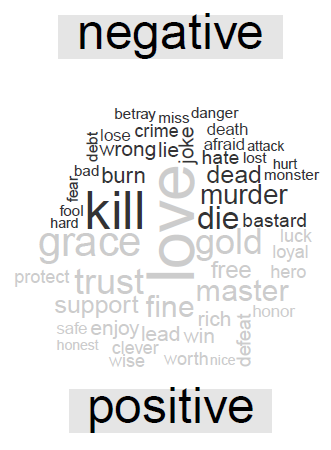 negative
betray miss danger
debt lose crime joke death
wrong lie afraid attack
bad burn hate lost hurt
fear dead monster
fool kill murder
hard die bastard
love
grace gold luck
loyal
protect trust free hero
master
support fine rich honor
safe enjoy lead win defeat
honest clever
wise worth nice
positive